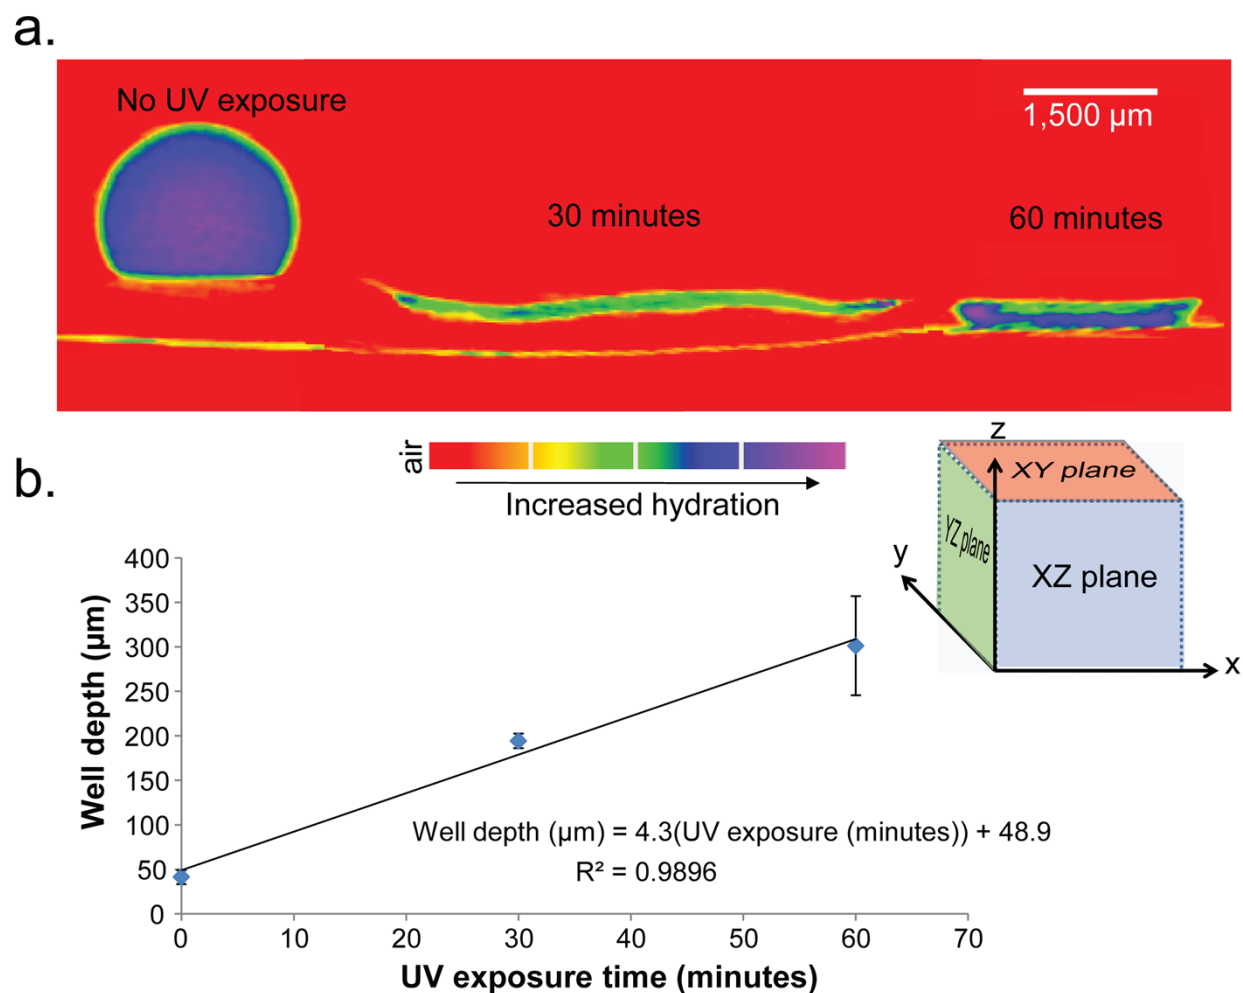 a.
No UV exposure
1,500 µm
30 minutes
60 minutes
air
Increased hydration
z
XY plane
YZ plane
y
XZ plane
x
b.
400
350
300
250
200
150
100
50
0
Well depth (µm)
Well depth (µm) = 4.3(UV exposure (minutes)) + 48.9
R² = 0.9896
0 10 20 30 40 50 60 70
UV exposure time (minutes)